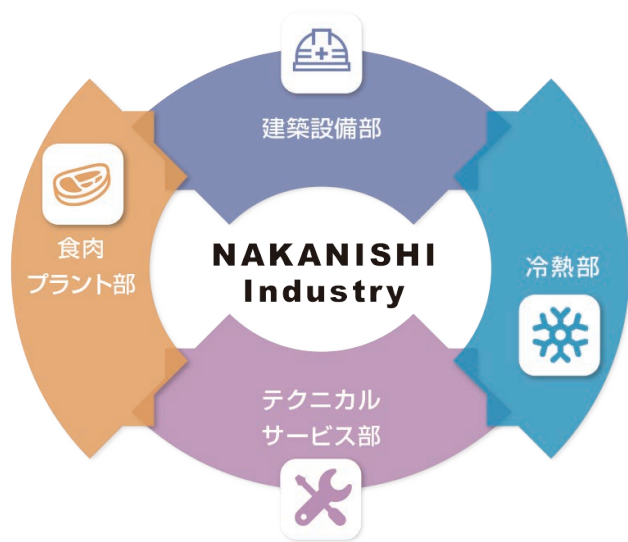 建築設備部
食肉
プラント部
NAKANISHI
Industry
冷熱部
テクニカル
サービス部